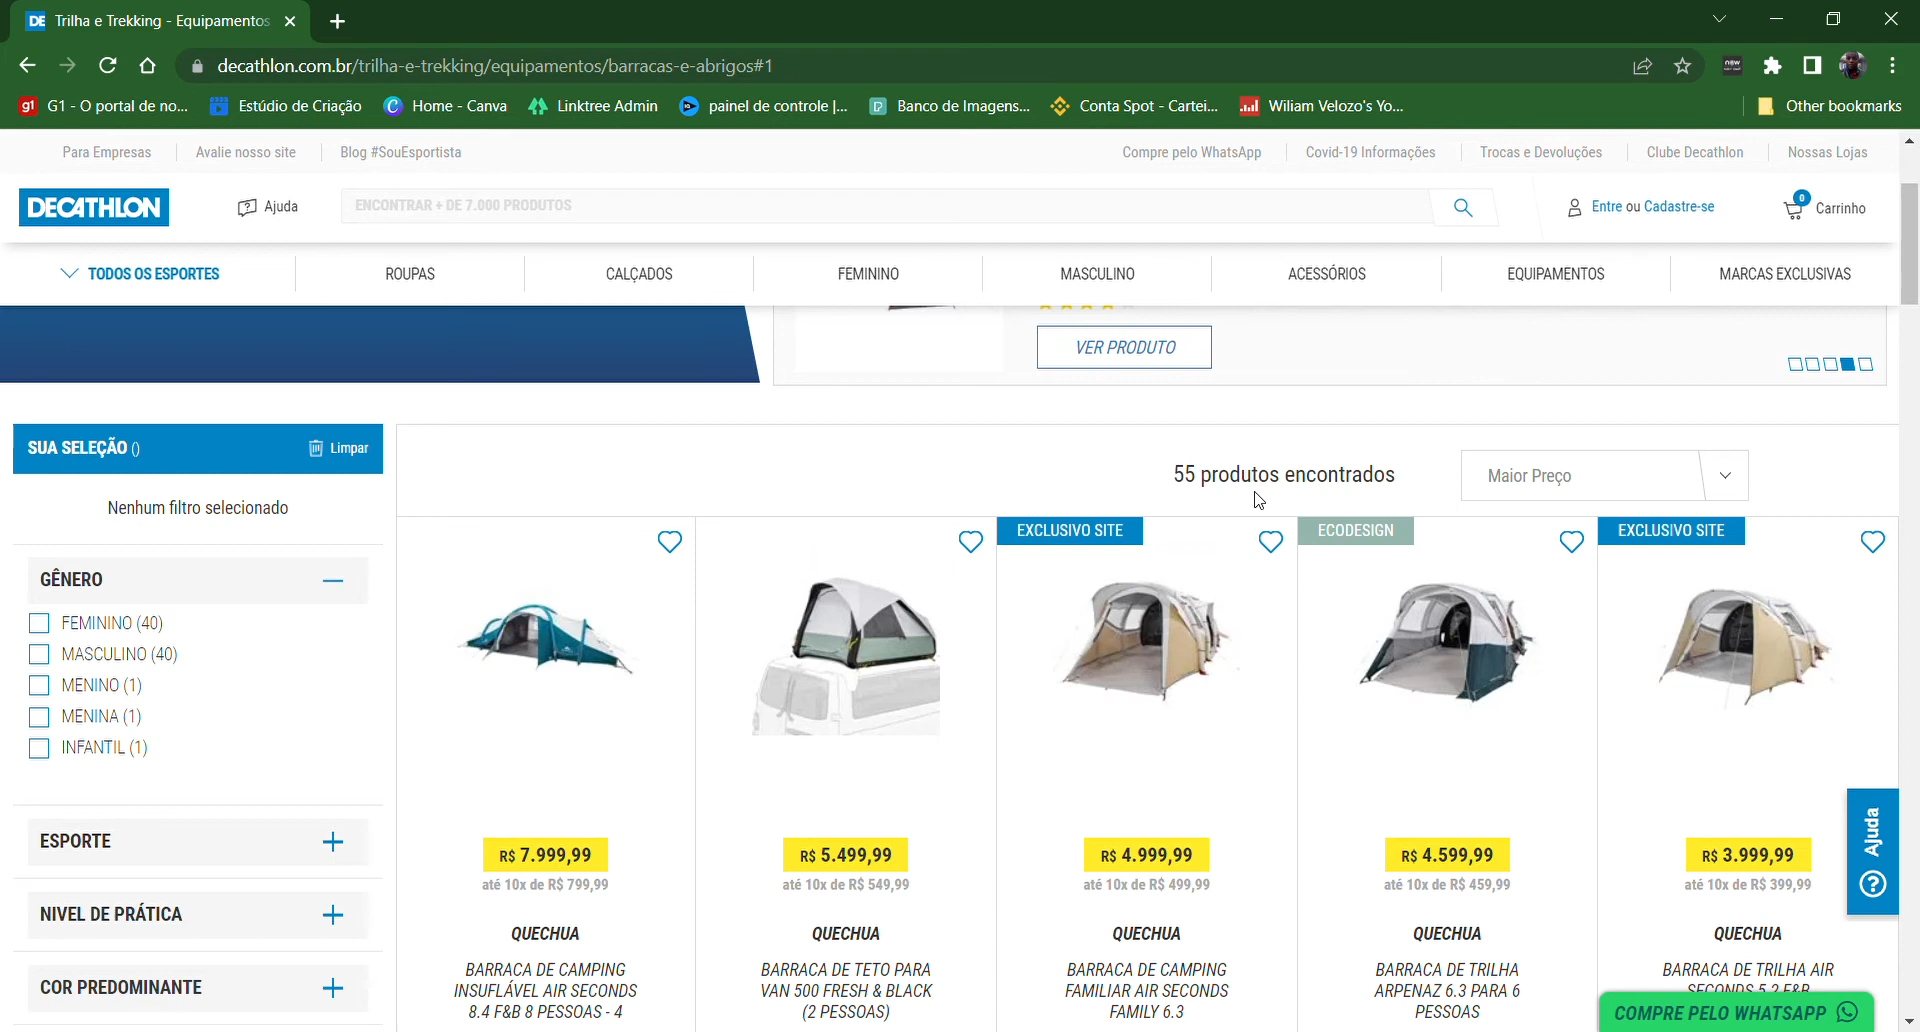 DE Trilha e Trekking - Equipamentos
decathlon.com.br/trilha-e-trekking/equipamentos/barracas-e-abrigos#1
g1 G1 - O portal de no...
Estúdio de Criação
Home - Canva
Linktree Admin
painel de controle |...
Banco de Imagens...
Conta Spot - Cartei...
Wiliam Velozo's Yo...
Other bookmarks
Para Empresas
Avalie nosso site
Blog #SouEsportista
Compre pelo WhatsApp
Covid-19 Informações
Trocas e Devoluções
Clube Decathlon
Nossas Lojas
DECATHLON
Ajuda
ENCONTRAR + DE 7.000 PRODUTOS
Entre ou Cadastre-se
0
Carrinho
TODOS OS ESPORTES
ROUPAS
CALÇADOS
FEMININO
MASCULINO
ACESSÓRIOS
EQUIPAMENTOS
MARCAS EXCLUSIVAS
VER PRODUTO
SUA SELEÇÃO ()
Limpar
Nenhum filtro selecionado
GÊNERO
FEMININO (40)
MASCULINO (40)
MENINO (1)
MENINA (1)
INFANTIL (1)
ESPORTE
NIVEL DE PRÁTICA
COR PREDOMINANTE
55 produtos encontrados
Maior Preço
EXCLUSIVO SITE
ECODESIGN
EXCLUSIVO SITE
R$ 7.999,99
até 10x de R$ 799,99
QUECHUA
BARRACA DE CAMPING
INSUFLÁVEL AIR SECONDS
8.4 F&B 8 PESSOAS - 4
R$ 5.499,99
até 10x de R$ 549,99
QUECHUA
BARRACA DE TETO PARA
VAN 500 FRESH & BLACK
(2 PESSOAS)
R$ 4.999,99
até 10x de R$ 499,99
QUECHUA
BARRACA DE CAMPING
FAMILIAR AIR SECONDS
FAMILY 6.3
R$ 4.599,99
até 10x de R$ 459,99
QUECHUA
BARRACA DE TRILHA
ARPENAZ 6.3 PARA 6
PESSOAS
R$ 3.999,99
até 10x de R$ 399,99
QUECHUA
BARRACA DE TRILHA AIR
SECONDS 5.2 F&B
Ajuda
COMPRE PELO WHATSAPP